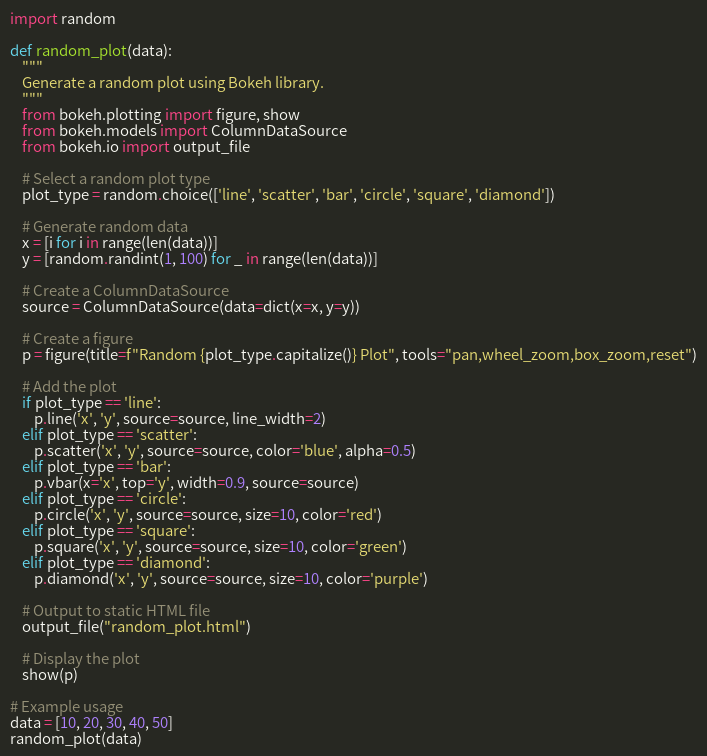 import random
def random_plot(data):
"""
Generate a random plot using Bokeh library.
"""
from bokeh.plotting import figure, show
from bokeh.models import ColumnDataSource
from bokeh.io import output_file
# Select a random plot type
plot_type = random.choice(['line', 'scatter', 'bar', 'circle', 'square', 'diamond'])
# Generate random data
x = [i for i in range(len(data))]
y = [random.randint(1, 100) for _ in range(len(data))]
# Create a ColumnDataSource
source = ColumnDataSource(data=dict(x=x, y=y))
# Create a figure
p = figure(title=f"Random {plot_type.capitalize()} Plot", tools="pan,wheel_zoom,box_zoom,reset")
# Add the plot
if plot_type == 'line':
p.line('x', 'y', source=source, line_width=2)
elif plot_type == 'scatter':
p.scatter('x', 'y', source=source, color='blue', alpha=0.5)
elif plot_type == 'bar':
p.vbar(x='x', top='y', width=0.9, source=source)
elif plot_type == 'circle':
p.circle('x', 'y', source=source, size=10, color='red')
elif plot_type == 'square':
p.square('x', 'y', source=source, size=10, color='green')
elif plot_type == 'diamond':
p.diamond('x', 'y', source=source, size=10, color='purple')
# Output to static HTML file
output_file("random_plot.html")
# Display the plot
show(p)
# Example usage
data = [10, 20, 30, 40, 50]
random_plot(data)